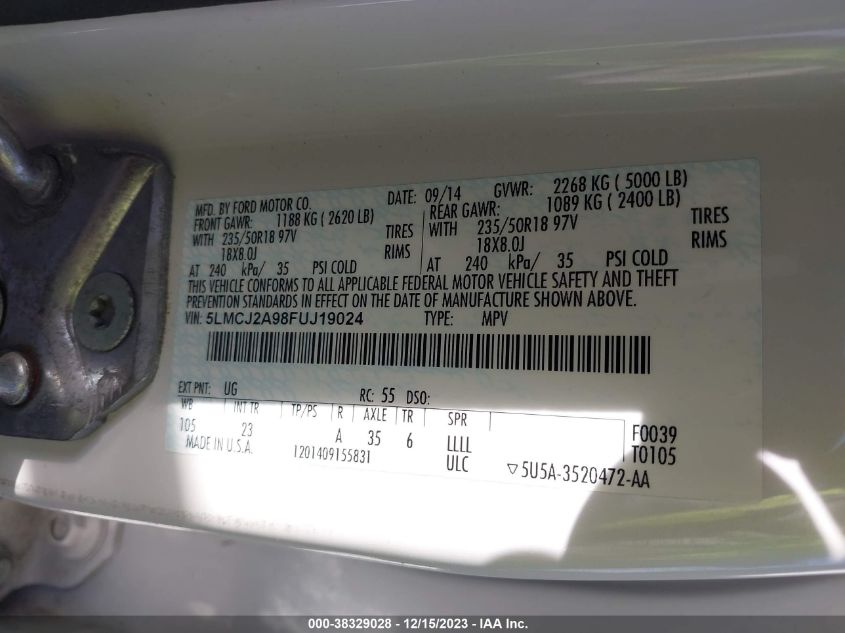 MFD. BY FORD MOTOR CO.
DATE: 09/14 GVWR: 2268 KG ( 5000 LB)
FRONT GAWR: 1188 KG ( 2620 LB) REAR GAWR: 1089 KG ( 2400 LB)
WITH 235/50R18 97V TIRES WITH 235/50R18 97V TIRES
18X8.0J RIMS 18X8.0J RIMS
AT 240 kPa/ 35 PSI COLD AT 240 kPa/ 35 PSI COLD
THIS VEHICLE CONFORMS TO ALL APPLICABLE FEDERAL MOTOR VEHICLE SAFETY AND THEFT
PREVENTION STANDARDS IN EFFECT ON THE DATE OF MANUFACTURE SHOWN ABOVE.
VIN: 5LMCJ2A98FUJ19024 TYPE: MPV
EXT PNT: UG RC: 55 DSO:
WB INT TR TP/PS R AXLE TR SPR
105 23 A 35 6 LLLL F0039
MADE IN U.S.A. 1201409155831 ULC T0105
▽5U5A-3520472-AA
000-38329028 - 12/15/2023 - IAA Inc.